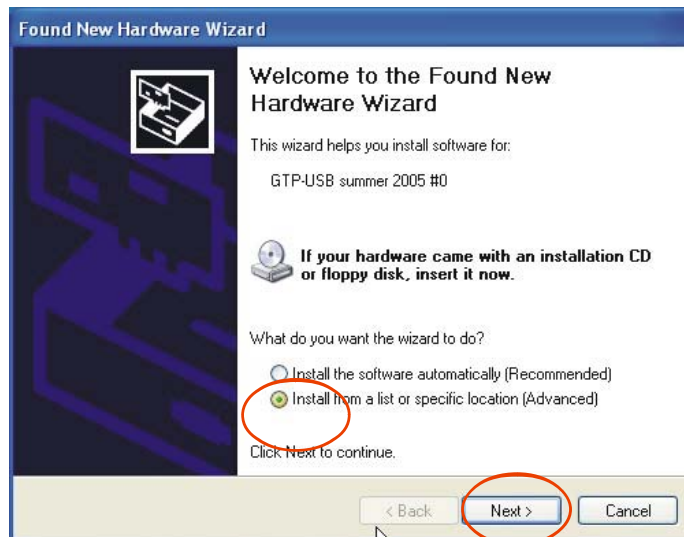 Found New Hardware Wizard
Welcome to the Found New
Hardware Wizard
This wizard helps you install software for:
GTP-USB summer 2005 #0
If your hardware came with an installation CD
or floppy disk, insert it now.
What do you want the wizard to do?
Install the software automatically (Recommended)
Install from a list or specific location (Advanced)
Click Next to continue.
< Back
Next >
Cancel